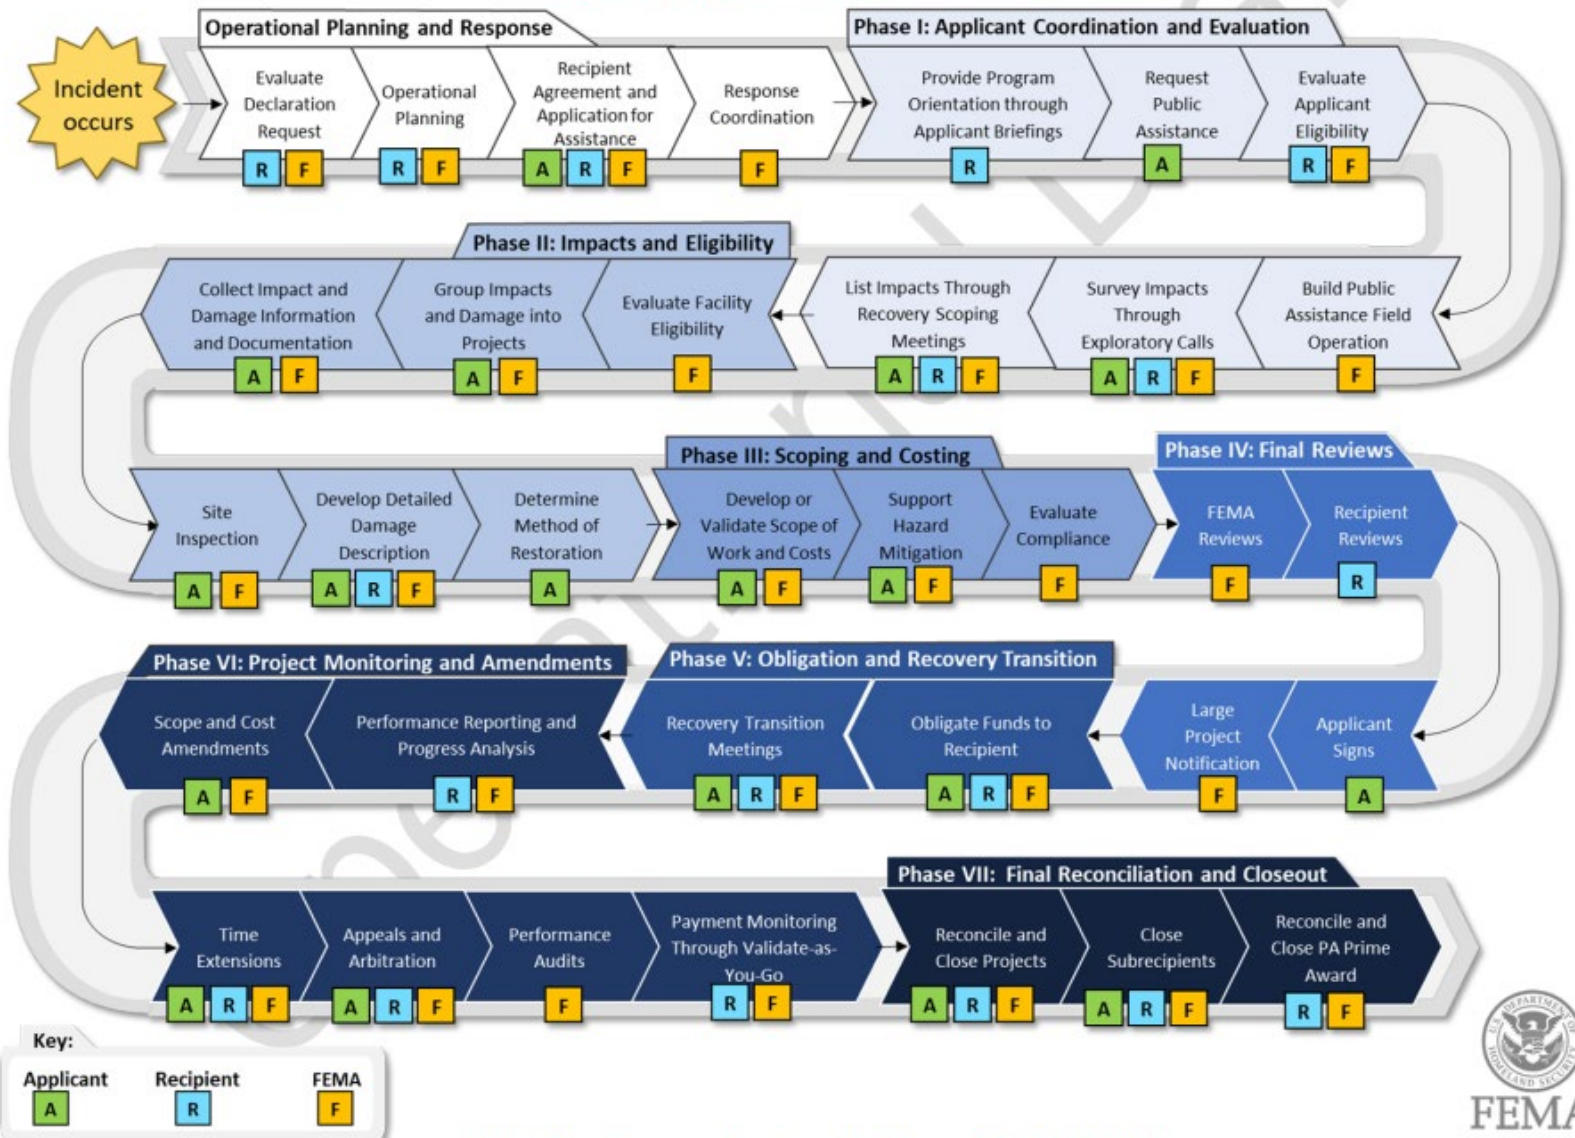 Operational Planning and Response
Phase I: Applicant Coordination and Evaluation
Incident
occurs
Evaluate
Declaration
Request
R F
Operational
Planning
R F
Recipient
Agreement and
Application for
Assistance
A R F
Response
Coordination
F
Provide Program
Orientation through
Applicant Briefings
R
Request
Public
Assistance
A
Evaluate
Applicant
Eligibility
R F
Build Public
Assistance Field
Operation
F
Survey Impacts
Through
Exploratory Calls
A R F
List Impacts Through
Recovery Scoping
Meetings
A R F
Phase II: Impacts and Eligibility
Evaluate Facility
Eligibility
F
Group Impacts
and Damage into
Projects
A F
Collect Impact and
Damage Information
and Documentation
A F
Site
Inspection
A F
Develop Detailed
Damage
Description
A R F
Determine
Method of
Restoration
A
Phase III: Scoping and Costing
Develop or
Validate Scope of
Work and Costs
A F
Support
Hazard
Mitigation
A F
Evaluate
Compliance
F
Phase IV: Final Reviews
FEMA
Reviews
F
Recipient
Reviews
R
Applicant
Signs
A
Large
Project
Notification
F
Phase V: Obligation and Recovery Transition
Obligate Funds to
Recipient
A R F
Recovery Transition
Meetings
A R F
Phase VI: Project Monitoring and Amendments
Performance Reporting and
Progress Analysis
R F
Scope and Cost
Amendments
A F
Time
Extensions
A R F
Appeals and
Arbitration
A R F
Performance
Audits
F
Payment Monitoring
Through Validate-as-
You-Go
R F
Phase VII: Final Reconciliation and Closeout
Reconcile and
Close Projects
A R F
Close
Subrecipients
A R F
Reconcile and
Close PA Prime
Award
R F
Key:
Applicant
A
Recipient
R
FEMA
F
FEMA